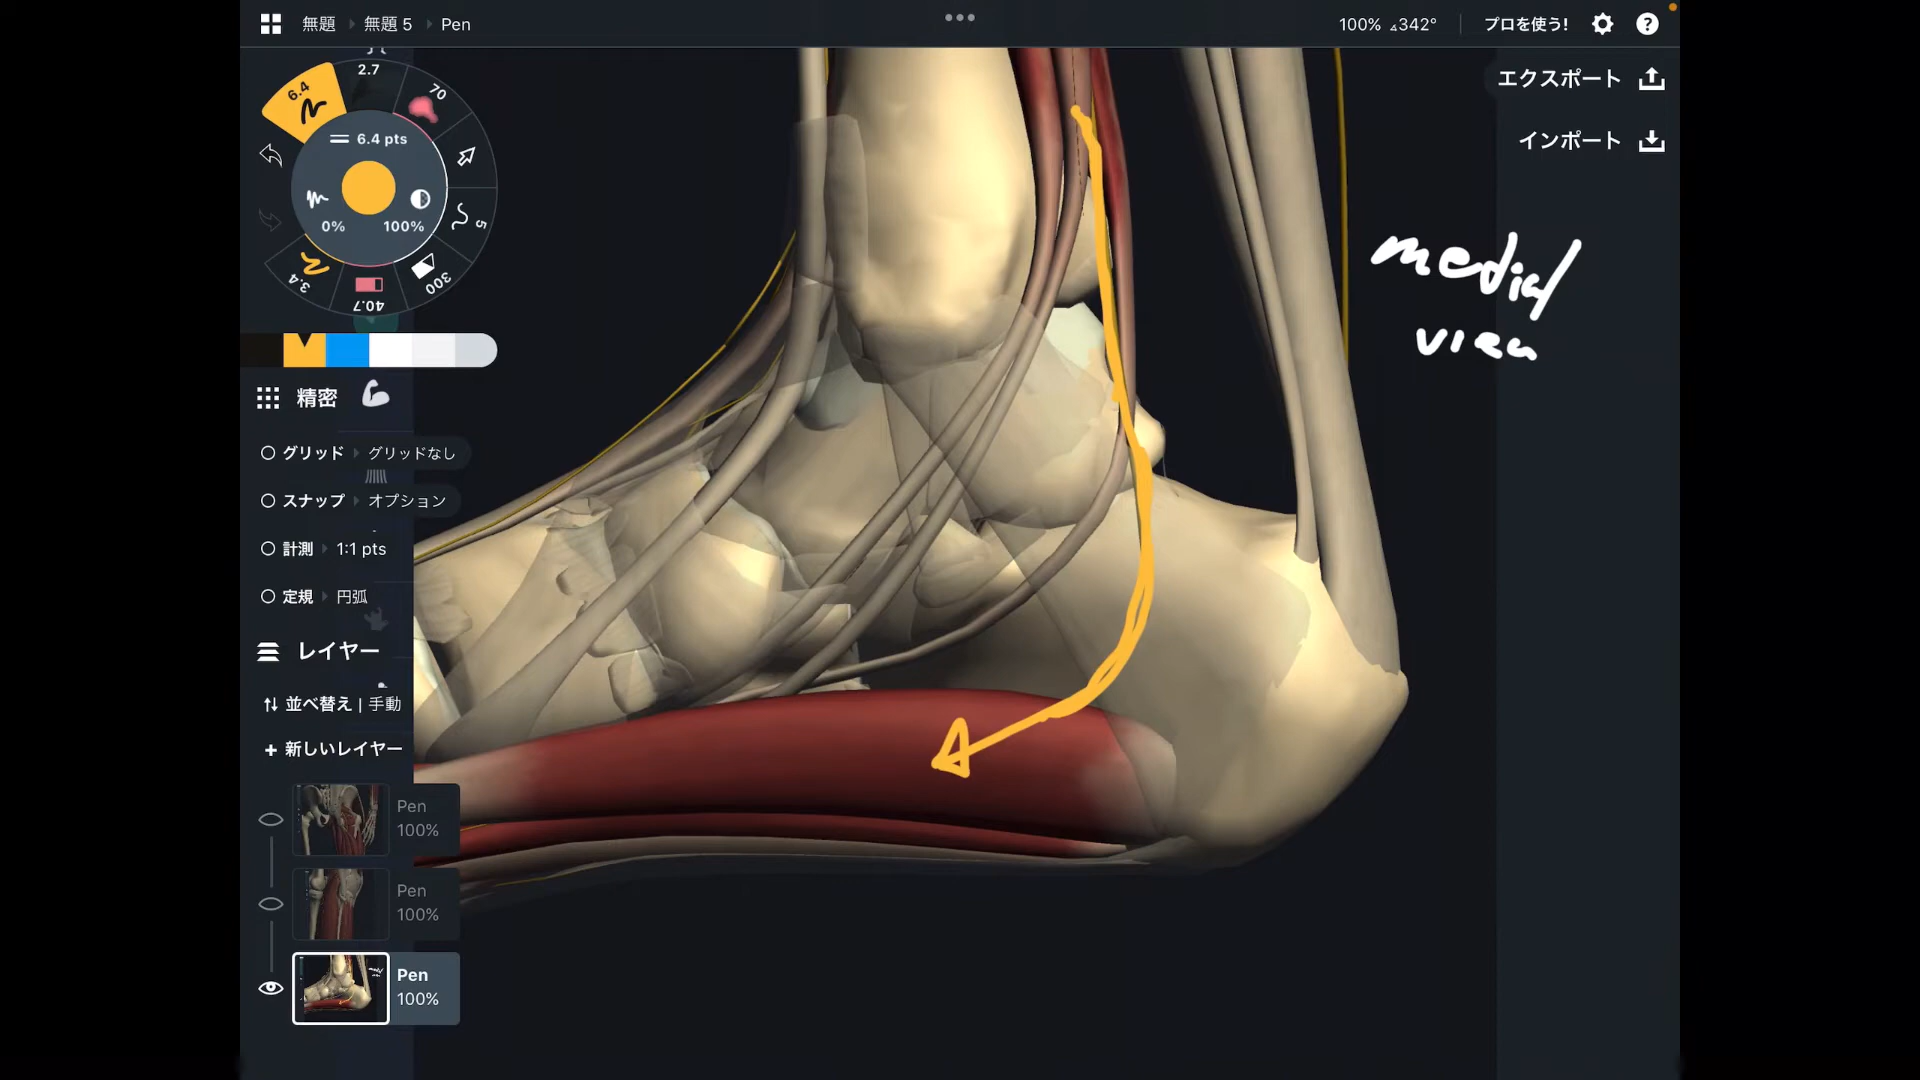 無題 無題 5 Pen
100% ⊿342° プロを使う!
エクスポート
インポート
2.7
6.4
70
6.4 pts
0% 100%
5
3.4
40.7
300
medial
view
精密
グリッド グリッドなし
スナップ オプション
計測 1:1 pts
定規 円弧
レイヤー
並べ替え | 手動
+ 新しいレイヤー
Pen
100%
Pen
100%
Pen
100%